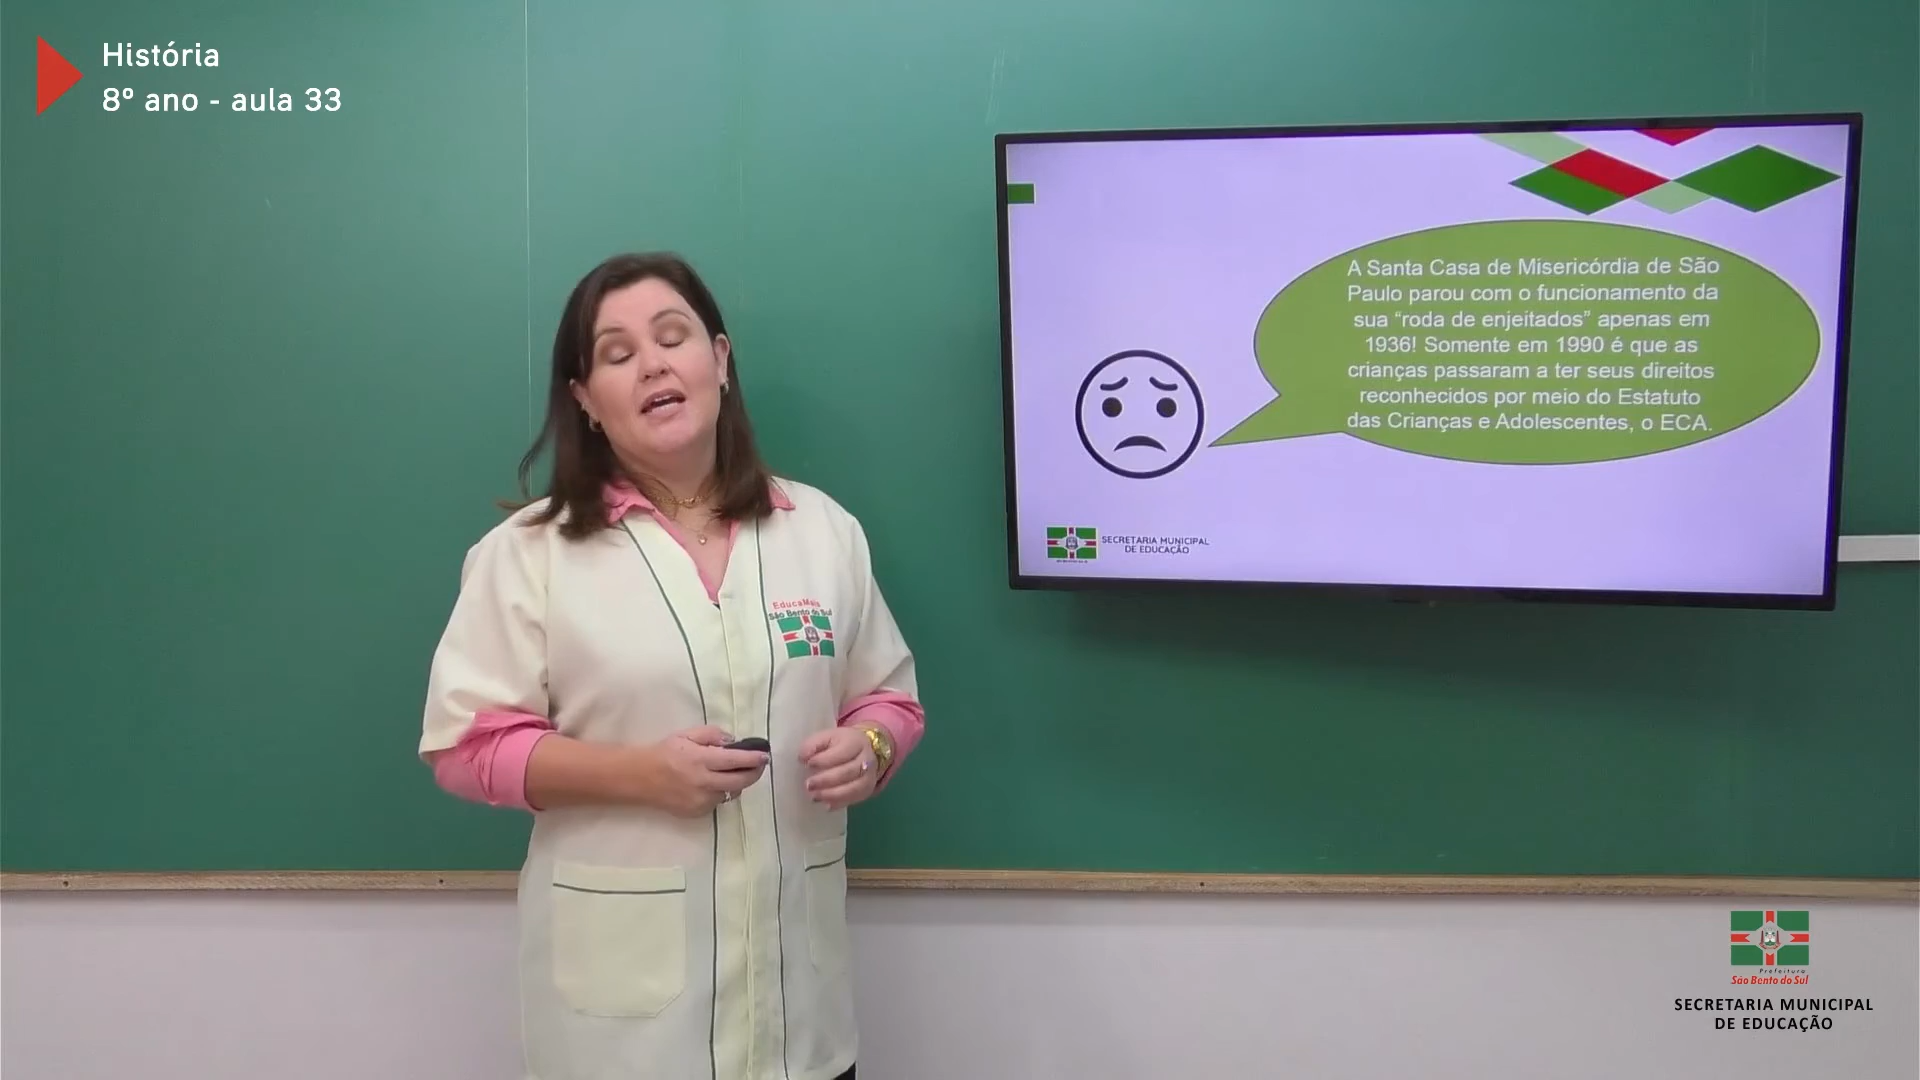 História
8º ano - aula 33
A Santa Casa de Misericórdia de São
Paulo parou com o funcionamento da
sua “roda de enjeitados” apenas em
1936! Somente em 1990 é que as
crianças passaram a ter seus direitos
reconhecidos por meio do Estatuto
das Crianças e Adolescentes, o ECA.
SECRETARIA MUNICIPAL
DE EDUCAÇÃO
EducaMais
São Bento do Sul
Prefeitura
São Bento do Sul
SECRETARIA MUNICIPAL
DE EDUCAÇÃO